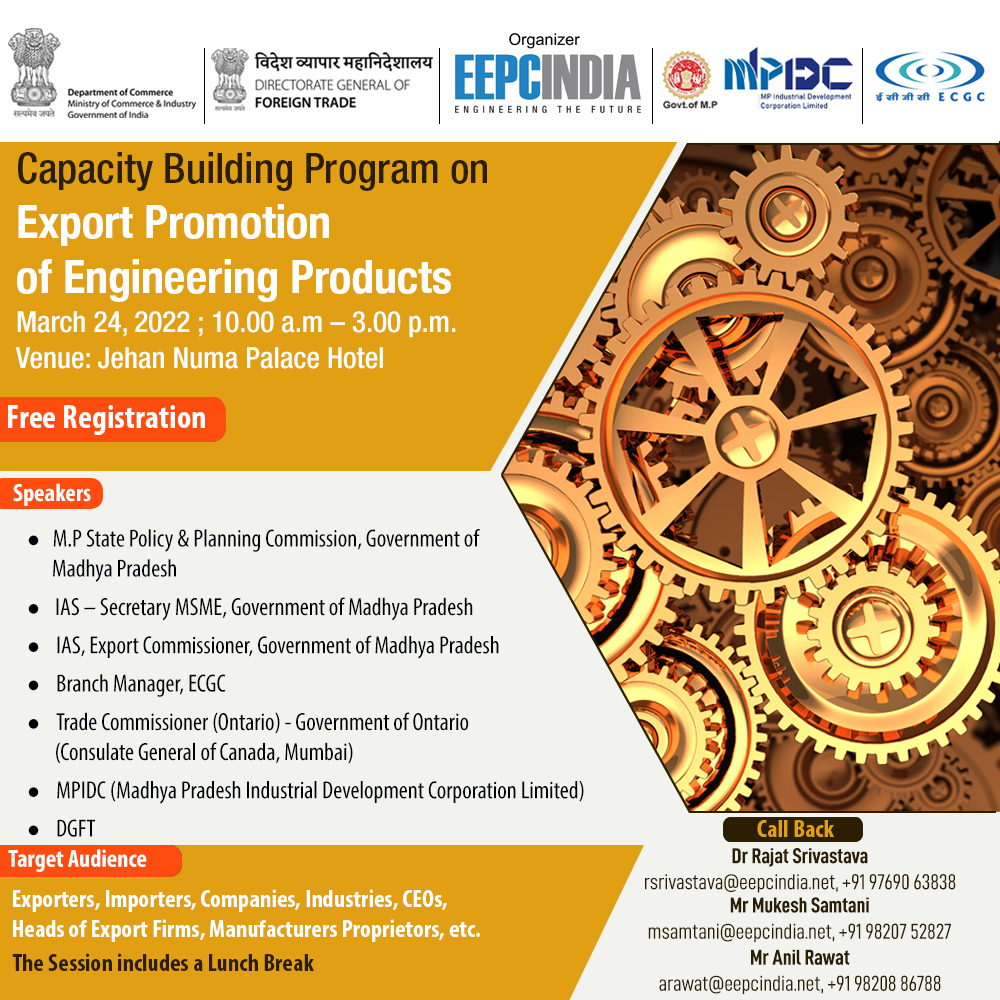 सत्यमेव जयते
Department of Commerce
Ministry of Commerce & Industry
Government of India
सत्यमेव जयते
विदेश व्यापार महानिदेशालय
DIRECTORATE GENERAL OF
FOREIGN TRADE
Organizer
EEPCINDIA
ENGINEERING THE FUTURE
Govt.of M.P
MPIDC
MP Industrial Development
Corporation Limited
ई सी जी सी ECGC
Capacity Building Program on
Export Promotion
of Engineering Products
March 24, 2022 ; 10.00 a.m – 3.00 p.m.
Venue: Jehan Numa Palace Hotel
Free Registration
Speakers
● M.P State Policy & Planning Commission, Government of
Madhya Pradesh
● IAS – Secretary MSME, Government of Madhya Pradesh
● IAS, Export Commissioner, Government of Madhya Pradesh
● Branch Manager, ECGC
● Trade Commissioner (Ontario) - Government of Ontario
(Consulate General of Canada, Mumbai)
● MPIDC (Madhya Pradesh Industrial Development Corporation Limited)
● DGFT
Target Audience
Exporters, Importers, Companies, Industries, CEOs,
Heads of Export Firms, Manufacturers Proprietors, etc.
The Session includes a Lunch Break
Call Back
Dr Rajat Srivastava
rsrivastava@eepcindia.net, +91 97690 63838
Mr Mukesh Samtani
msamtani@eepcindia.net, +91 98207 52827
Mr Anil Rawat
arawat@eepcindia.net, +91 98208 86788